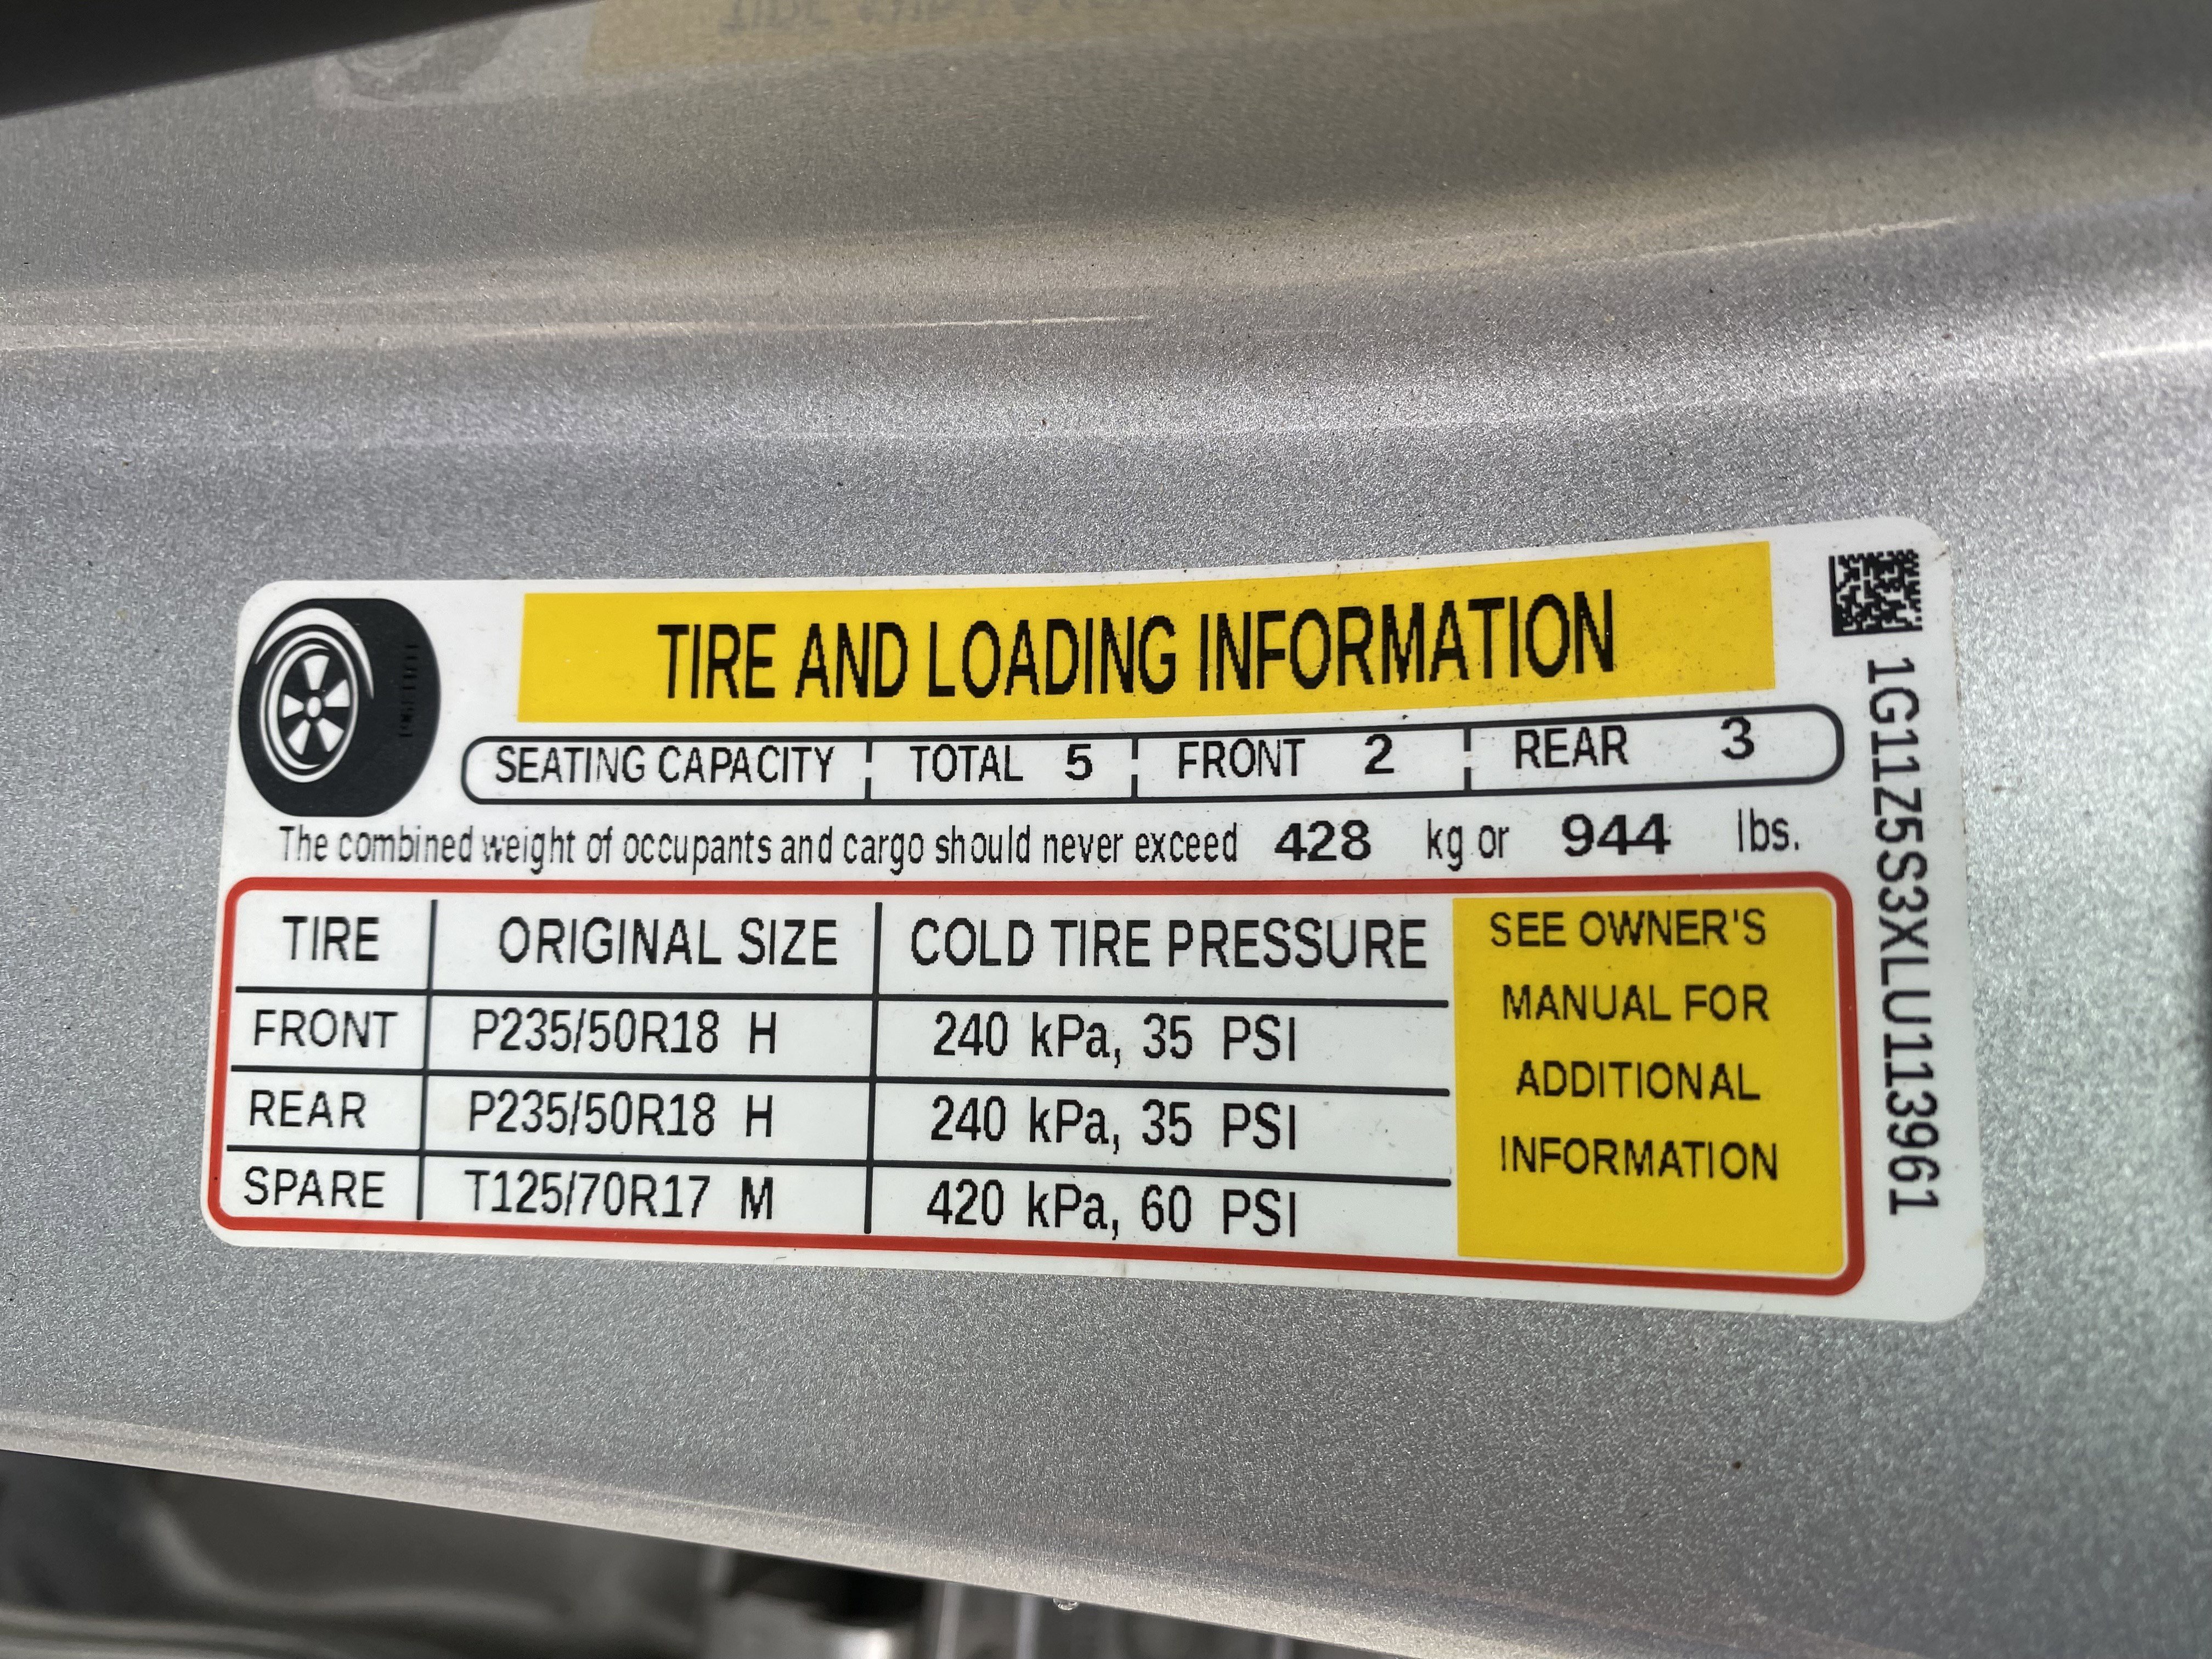 TIRE AND LOADING INFORMATION
SEATING CAPACITY TOTAL 5 FRONT 2 REAR 3
The combined weight of occupants and cargo should never exceed 428 kg or 944 lbs.
TIRE ORIGINAL SIZE COLD TIRE PRESSURE
FRONT P235/50R18 H 240 kPa, 35 PSI
REAR P235/50R18 H 240 kPa, 35 PSI
SPARE T125/70R17 M 420 kPa, 60 PSI
SEE OWNER'S
MANUAL FOR
ADDITIONAL
INFORMATION
1G11Z5S3XLU113961